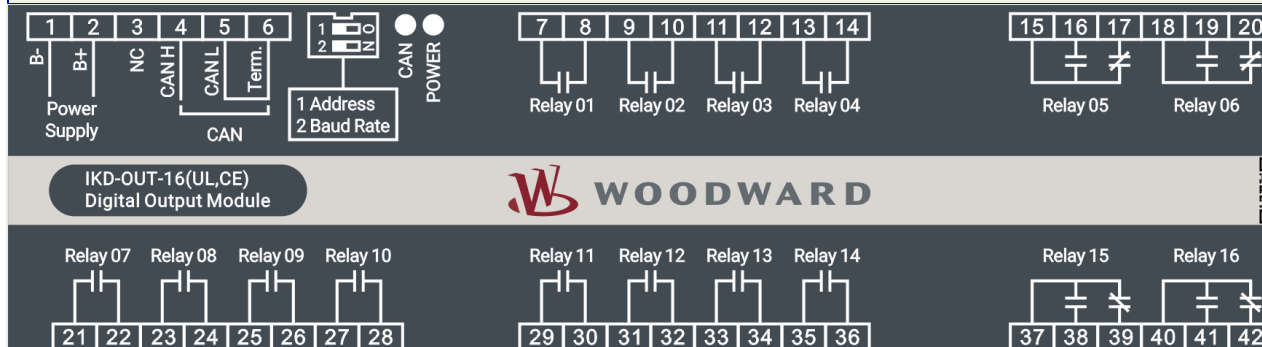 1 2 3 4 5 6
B- B+ NC CAN H CAN L Term.
Power
Supply
CAN
1 O
2 N
CAN POWER
1 Address
2 Baud Rate
7 8 9 10 11 12 13 14
Relay 01 Relay 02 Relay 03 Relay 04
15 16 17 18 19 20
Relay 05 Relay 06
IKD-OUT-16(UL,CE)
Digital Output Module
WOODWARD
Relay 07 Relay 08 Relay 09 Relay 10
21 22 23 24 25 26 27 28
Relay 11 Relay 12 Relay 13 Relay 14
29 30 31 32 33 34 35 36
Relay 15 Relay 16
37 38 39 40 41 42